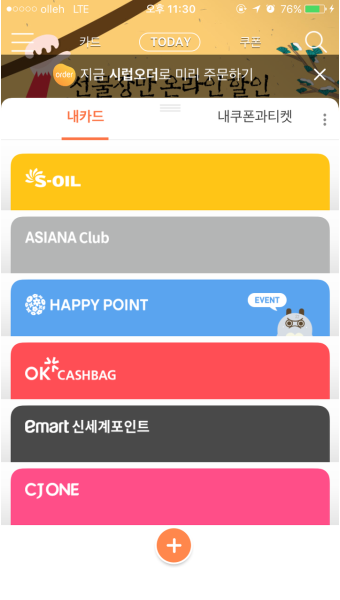 olleh LTE 오후 11:30 76%
카드 TODAY 쿠폰
order 지금 시럽오더로 미리 주문하기
선물장만 온라인 할인
내카드 내쿠폰과티켓
S-OIL
ASIANA Club
HAPPY POINT EVENT
OK CASHBAG
emart 신세계포인트
CJ ONE